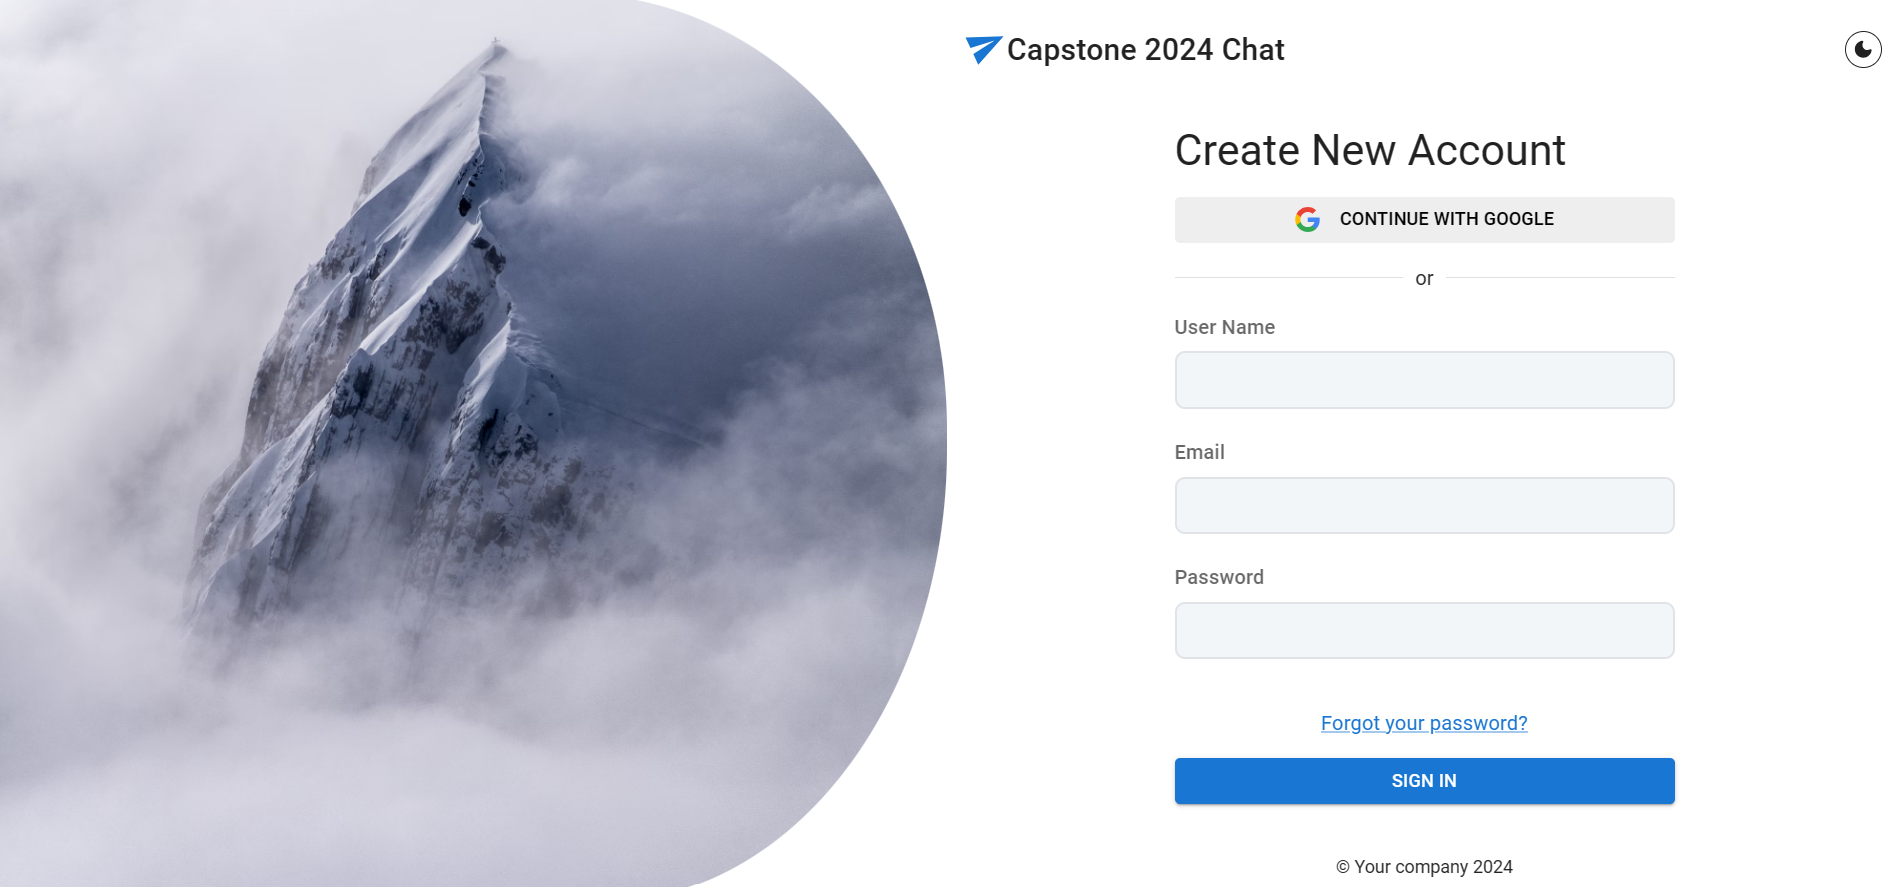 Capstone 2024 Chat
Create New Account
CONTINUE WITH GOOGLE
or
User Name
Email
Password
Forgot your password?
SIGN IN
© Your company 2024